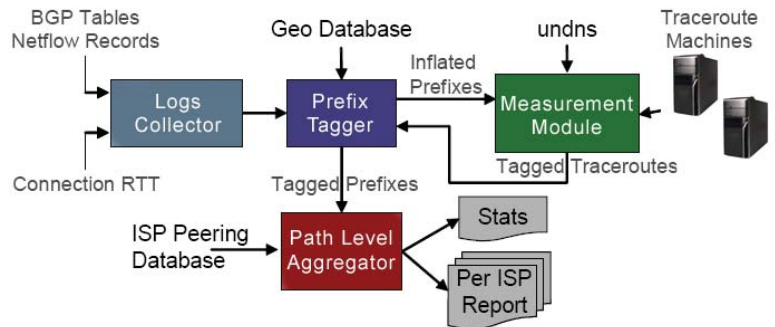 BGP Tables
Netflow Records
Geo Database
undns
Traceroute
Machines
Inflated
Prefixes
Logs
Collector
Prefix
Tagger
Measurement
Module
Connection RTT
Tagged Prefixes
Tagged Traceroutes
ISP Peering
Database
Path Level
Aggregator
Stats
Per ISP
Report